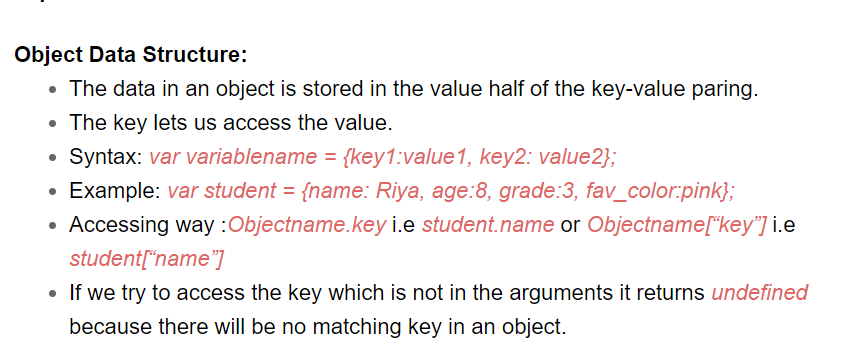 Object Data Structure:
• The data in an object is stored in the value half of the key-value paring.
• The key lets us access the value.
• Syntax: var variablename = {key1:value1, key2: value2};
• Example: var student = {name: Riya, age:8, grade:3, fav_color:pink};
• Accessing way :Objectname.key i.e student.name or Objectname[“key”] i.e
student[“name”]
• If we try to access the key which is not in the arguments it returns undefined
because there will be no matching key in an object.